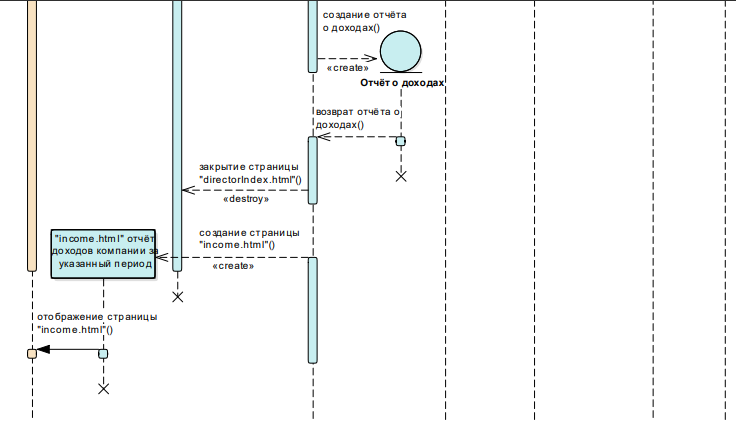 создание отчёта
о доходах()
«create»
Отчёт о доходах
возврат отчёта о
доходах()
закрытие страницы
"directorIndex.html"()
«destroy»
создание страницы
"income.html"()
«create»
"income.html" отчёт
доходов компании за
указанный период
отображение страницы
"income.html"()